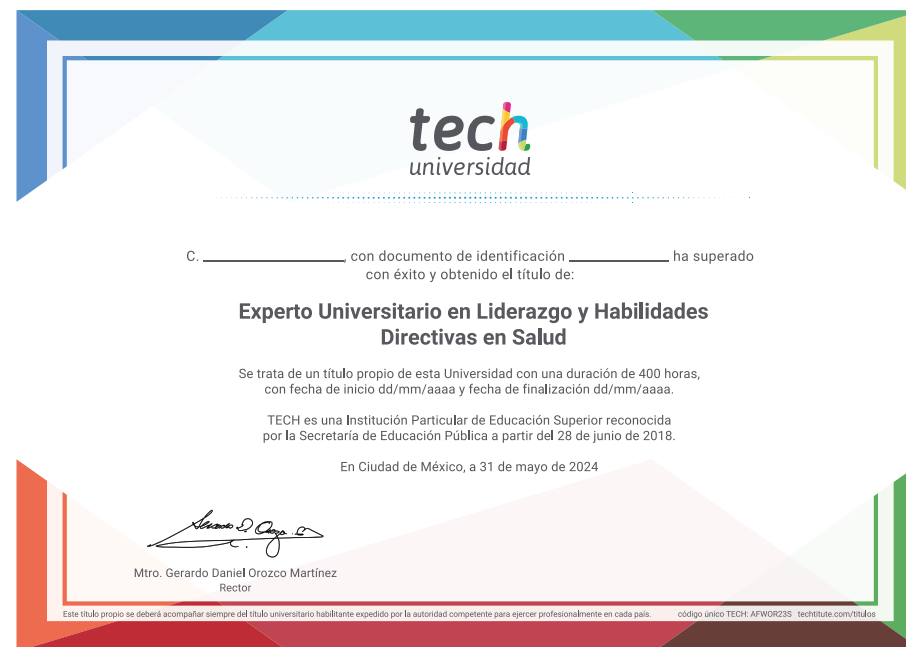 tech
universidad
C. ____________________, con documento de identificación ______________ ha superado
con éxito y obtenido el título de:
Experto Universitario en Liderazgo y Habilidades
Directivas en Salud
Se trata de un título propio de esta Universidad con una duración de 400 horas,
con fecha de inicio dd/mm/aaaa y fecha de finalización dd/mm/aaaa.
TECH es una Institución Particular de Educación Superior reconocida
por la Secretaría de Educación Pública a partir del 28 de junio de 2018.
En Ciudad de México, a 31 de mayo de 2024
Mtro. Gerardo Daniel Orozco Martínez
Rector
Este título propio se deberá acompañar siempre del título universitario habilitante expedido por la autoridad competente para ejercer profesionalmente en cada país. código único TECH: AFWOR23S techtitute.com/titulos